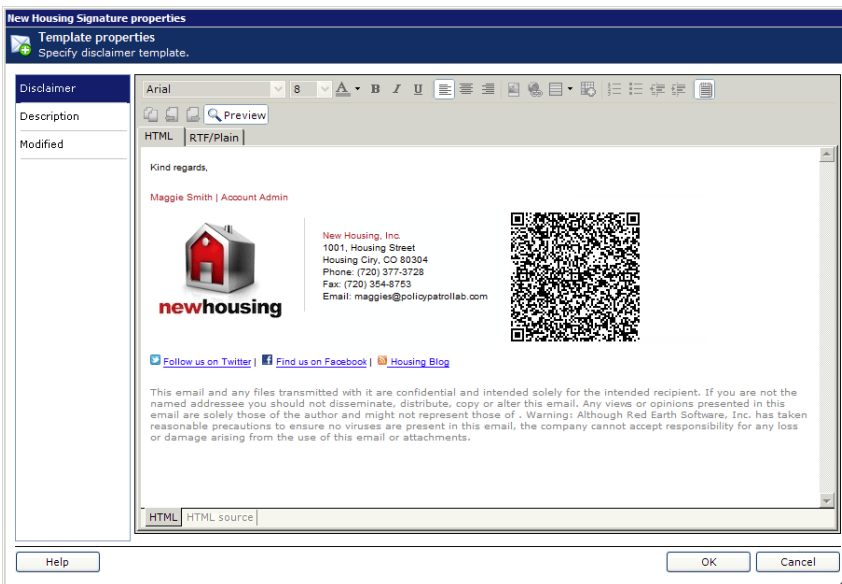 New Housing Signature properties
Template properties
Specify disclaimer template.
Disclaimer
Description
Modified
Arial 8 A B I U
Preview
HTML RTF/Plain
Kind regards,
Maggie Smith | Account Admin
newhousing
New Housing, Inc.
1001, Housing Street
Housing Ciry, CO 80304
Phone: (720) 377-3728
Fax: (720) 354-8753
Email: maggies@policypatrollab.com
Follow us on Twitter | Find us on Facebook | Housing Blog
This email and any files transmitted with it are confidential and intended solely for the intended recipient. If you are not the
named addressee you should not disseminate, distribute, copy or alter this email. Any views or opinions presented in this
email are solely those of the author and might not represent those of . Warning: Although Red Earth Software, Inc. has taken
reasonable precautions to ensure no viruses are present in this email, the company cannot accept responsibility for any loss
or damage arising from the use of this email or attachments.
HTML HTML source
Help OK Cancel